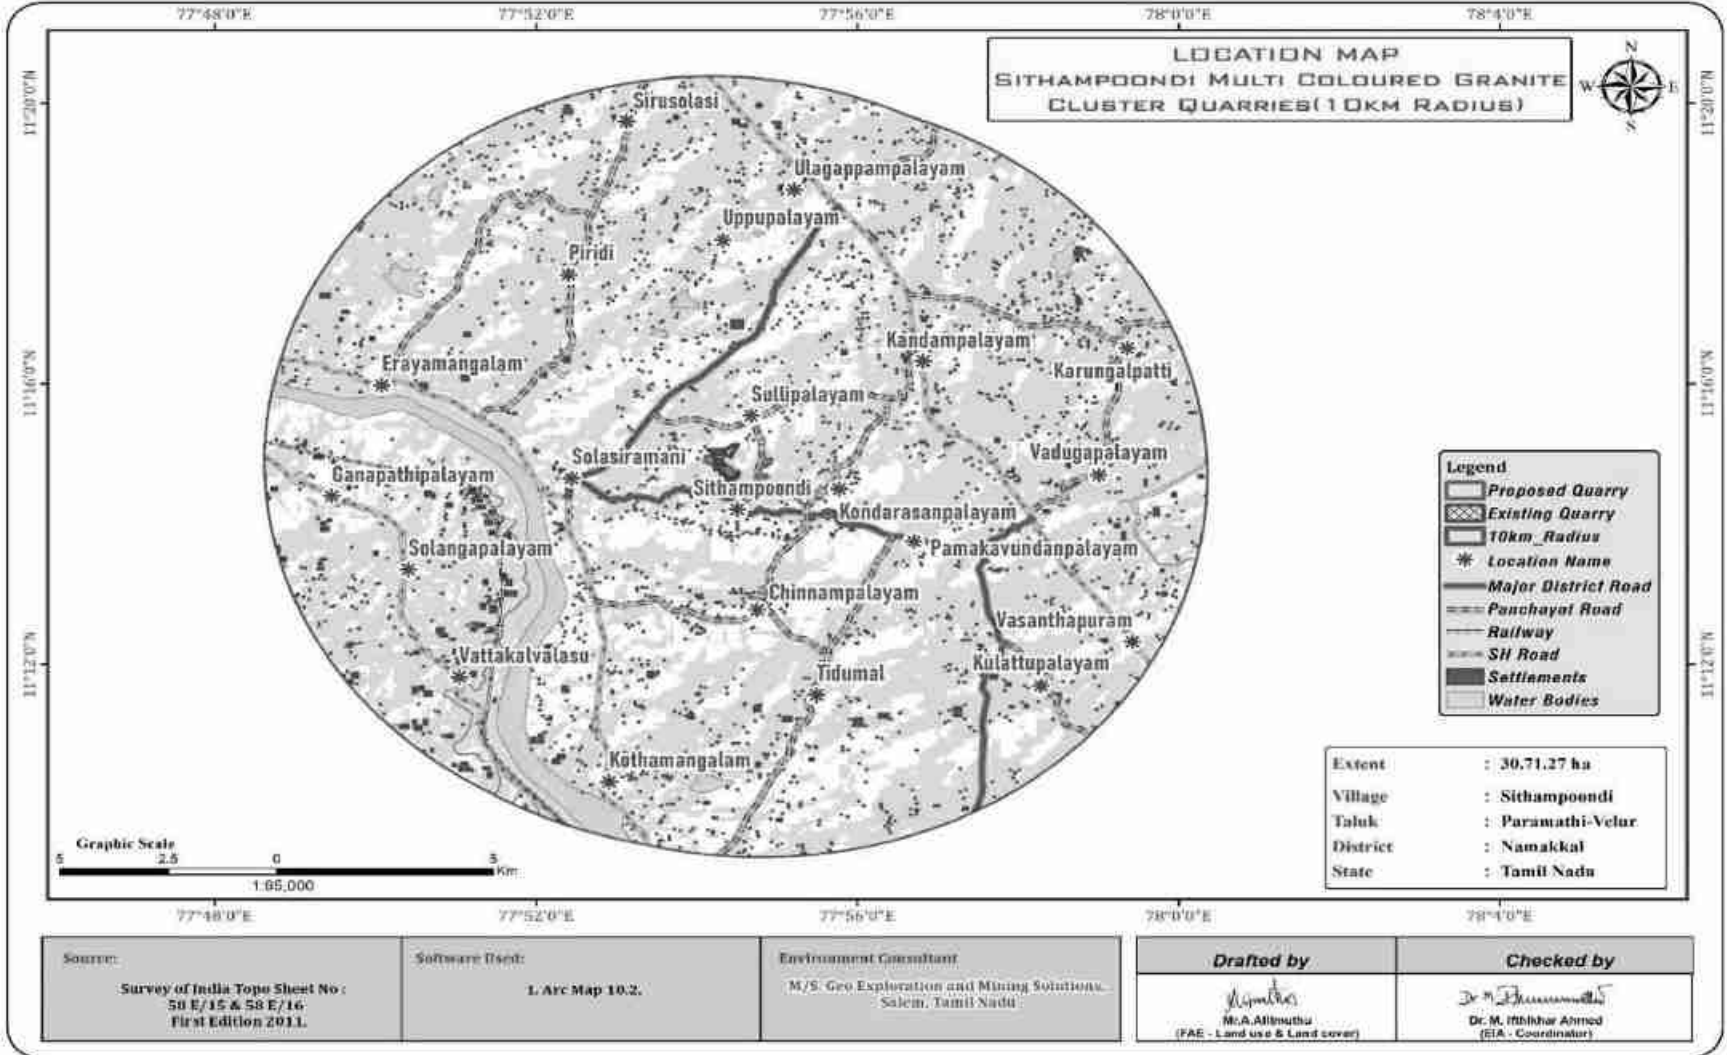 77°48'0"E 77°52'0"E 77°56'0"E 78°0'0"E 78°4'0"E
LOCATION MAP
SITHAMPOONDI MULTI COLOURED GRANITE
CLUSTER QUARRIES(10KM RADIUS)
N
W E
S
11°20'0"N 11°20'0"N
Sirusolasi
Ulagappampalayam
Uppupalayam
Piridi
Kandampalayam
Erayamangalam
Karungalpatti
11°16'0"N 11°16'0"N
Sullipalayam
Solasiramani
Vadugapalayam
Ganapathipalayam
Sithampoondi
Kondarasanpalayam
Solangapalayam
Pamakavundanpalayam
Chinnampalayam
Vasanthapuram
Vattakalvalasu
Kulattupalayam
11°12'0"N 11°12'0"N
Tidumal
Kothamangalam
Legend
Proposed Quarry
Existing Quarry
10km_Radius
Location Name
Major District Road
Panchayat Road
Railway
SH Road
Settlements
Water Bodies
Extent : 30.71.27 ha
Village : Sithampoondi
Taluk : Paramathi-Velur
District : Namakkal
State : Tamil Nadu
Graphic Scale
5 2.5 0 5
Km
1:85,000
77°48'0"E 77°52'0"E 77°56'0"E 78°0'0"E 78°4'0"E
Source:
Survey of India Topo Sheet No :
58 E/15 & 58 E/16
First Edition 2011.
Software Used:
1. Arc Map 10.2.
Environment Consultant
M/S. Geo Exploration and Mining Solutions,
Salem, Tamil Nadu
Drafted by
Mr.A.Allimuthu
(FAE - Land use & Land cover)
Checked by
Dr. M. Ifthikhar Ahmed
(EIA - Coordinator)